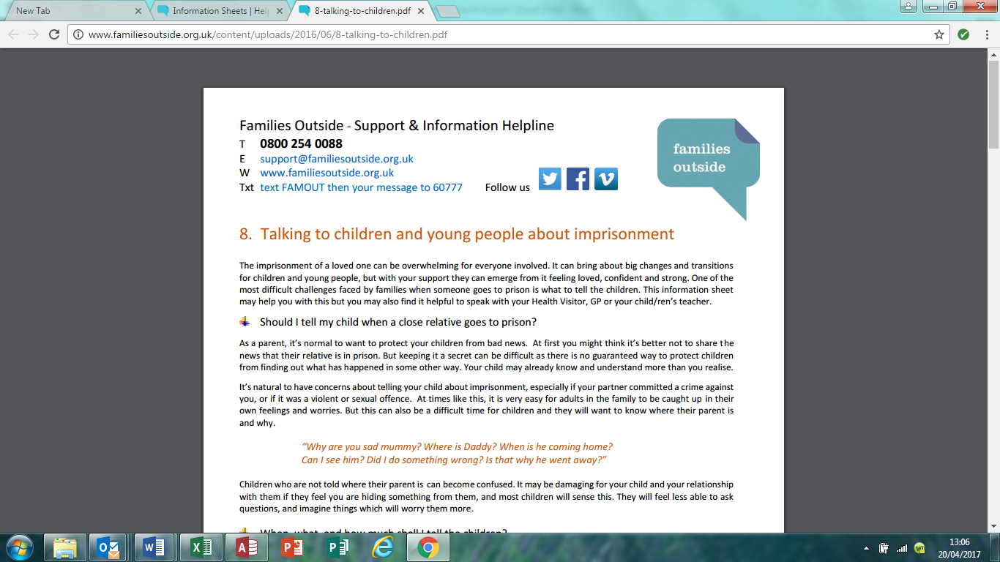 New Tab
Information Sheets | Hel
8-talking-to-children.pdf
www.familiesoutside.org.uk/content/uploads/2016/06/8-talking-to-children.pdf
Families Outside - Support & Information Helpline
T 0800 254 0088
E support@familiesoutside.org.uk
W www.familiesoutside.org.uk
Txt text FAMOUT then your message to 60777 Follow us
families
outside
8. Talking to children and young people about imprisonment
The imprisonment of a loved one can be overwhelming for everyone involved. It can bring about big changes and transitions
for children and young people, but with your support they can emerge from it feeling loved, confident and strong. One of the
most difficult challenges faced by families when someone goes to prison is what to tell the children. This information sheet
may help you with this but you may also find it helpful to speak with your Health Visitor, GP or your child/ren's teacher.
Should I tell my child when a close relative goes to prison?
As a parent, it's normal to want to protect your children from bad news. At first you might think it's better not to share the
news that their relative is in prison. But keeping it a secret can be difficult as there is no guaranteed way to protect children
from finding out what has happened in some other way. Your child may already know and understand more than you realise.
It's natural to have concerns about telling your child about imprisonment, especially if your partner committed a crime against
you, or if it was a violent or sexual offence. At times like this, it is very easy for adults in the family to be caught up in their
own feelings and worries. But this can also be a difficult time for children and they will want to know where their parent is
and why.
"Why are you sad mummy? Where is Daddy? When is he coming home?
Can I see him? Did I do something wrong? Is that why he went away?"
Children who are not told where their parent is can become confused. It may be damaging for your child and your relationship
with them if they feel you are hiding something from them, and most children will sense this. They will feel less able to ask
questions, and imagine things which will worry them more.
When, what, and how much shall I tell the children?
13:06
20/04/2017